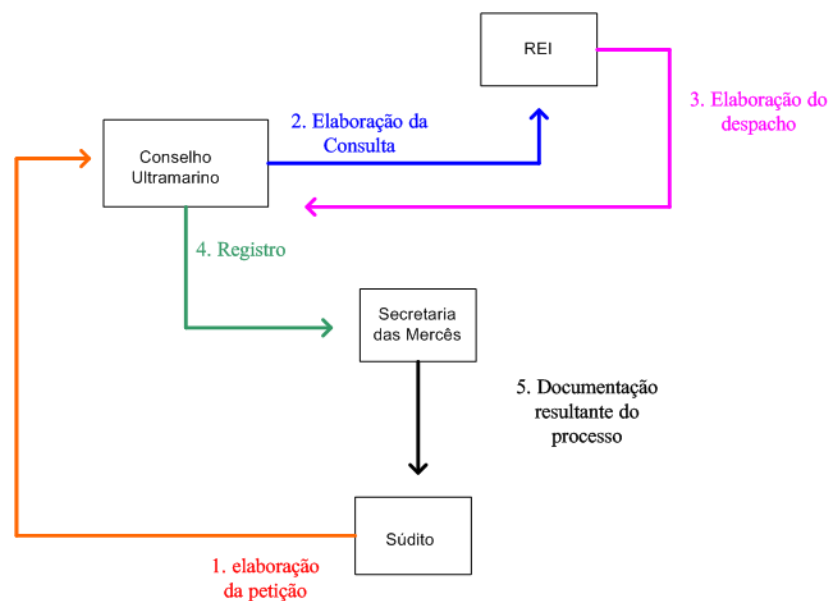 REI
3. Elaboração do
despacho
2. Elaboração da
Consulta
Conselho
Ultramarino
4. Registro
Secretaria
das Mercês
5. Documentação
resultante do
processo
Súdito
1. elaboração
da petição